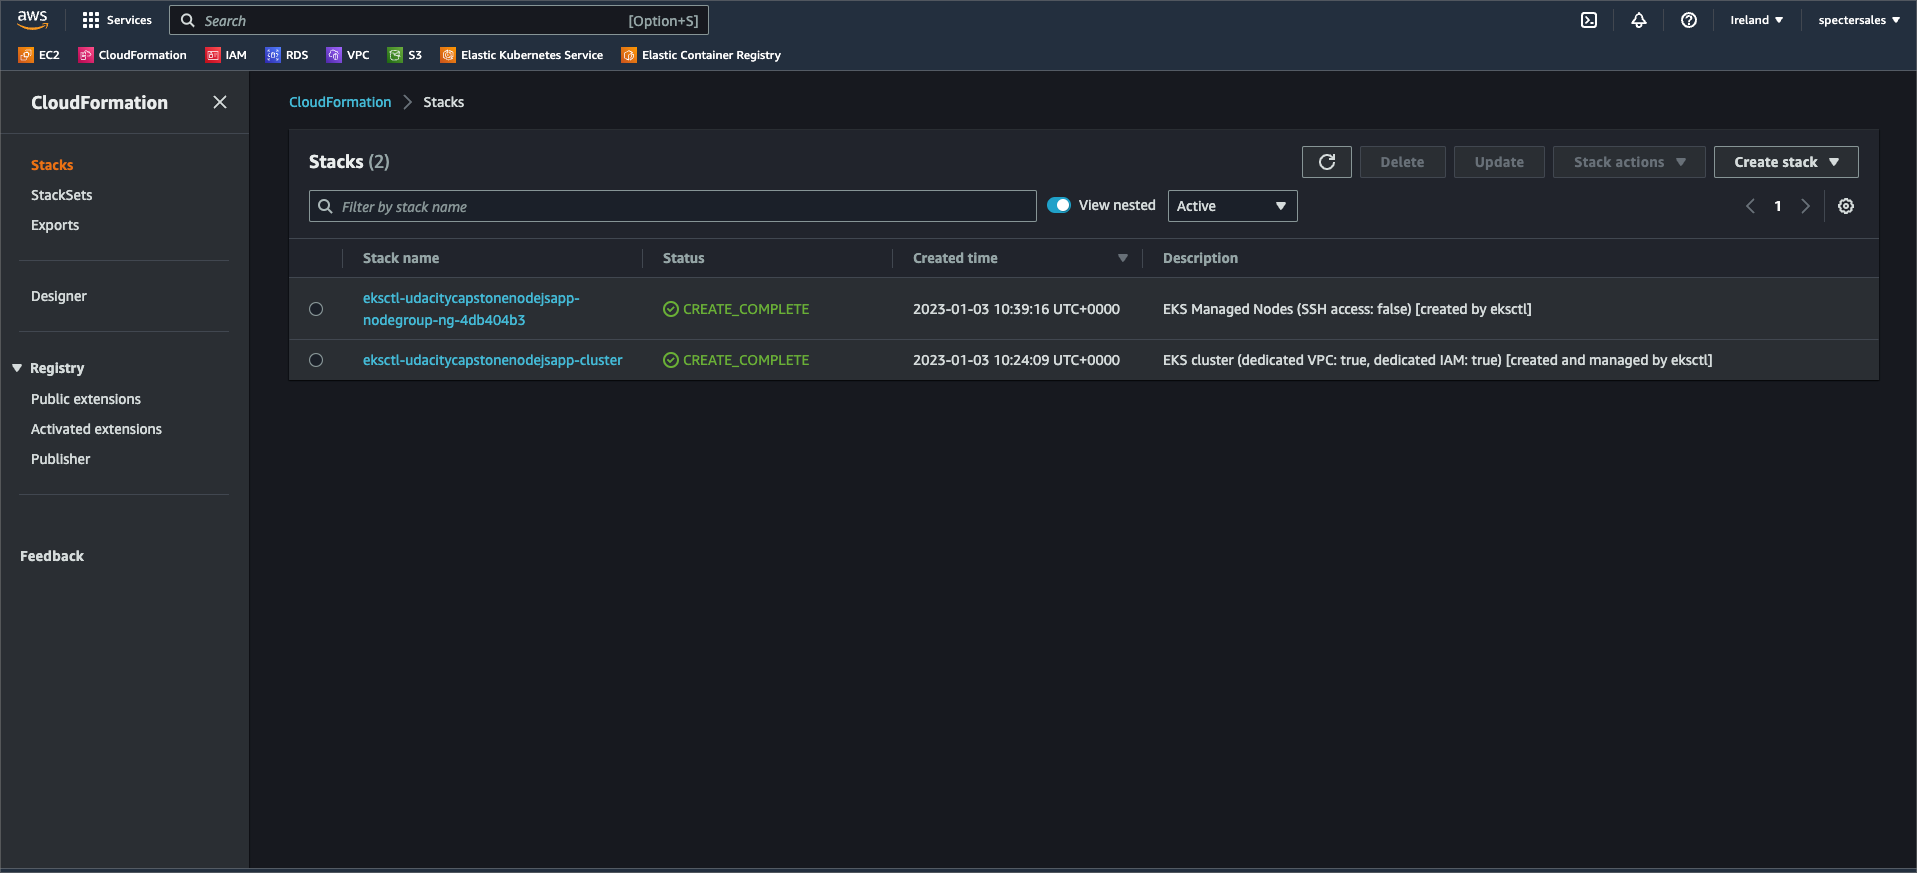 aws
Services
Search
[Option+S]
Ireland
spectersales
EC2
CloudFormation
IAM
RDS
VPC
S3
Elastic Kubernetes Service
Elastic Container Registry
CloudFormation
Stacks
StackSets
Exports
Designer
Registry
Public extensions
Activated extensions
Publisher
Feedback
CloudFormation
Stacks
Stacks (2)
Delete
Update
Stack actions
Create stack
Filter by stack name
View nested
Active
1
Stack name
Status
Created time
Description
eksctl-udacitycapstonenodejsapp-
nodegroup-ng-4db404b3
CREATE_COMPLETE
2023-01-03 10:39:16 UTC+0000
EKS Managed Nodes (SSH access: false) [created by eksctl]
eksctl-udacitycapstonenodejsapp-cluster
CREATE_COMPLETE
2023-01-03 10:24:09 UTC+0000
EKS cluster (dedicated VPC: true, dedicated IAM: true) [created and managed by eksctl]